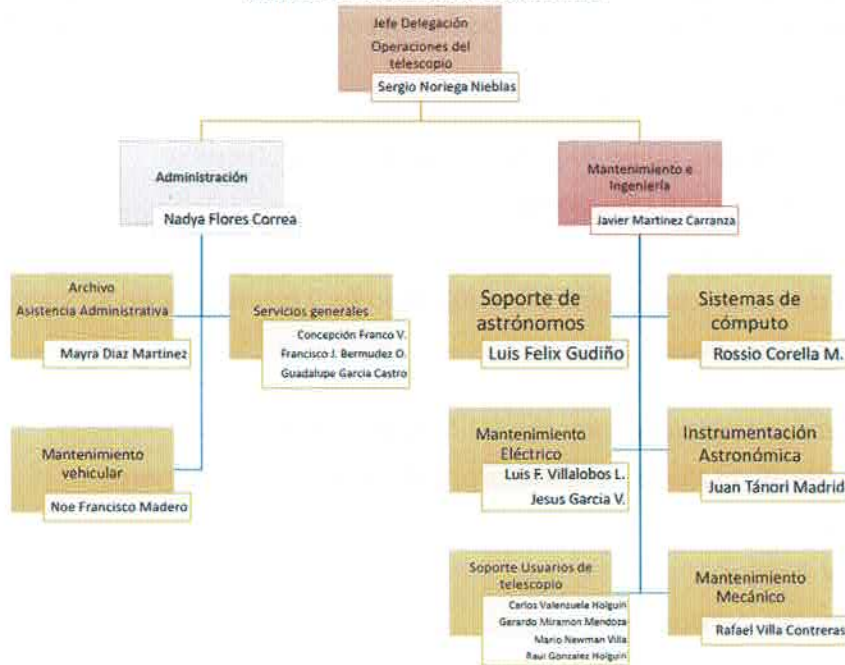 Jefe Delegación
Operaciones del
telescopio
Sergio Noriega Nieblas
Administración
Nadya Flores Correa
Mantenimiento e
Ingeniería
Javier Martinez Carranza
Archivo
Asistencia Administrativa
Mayra Diaz Martinez
Servicios generales
Concepción Franco V.
Francisco J. Bermudez O.
Guadalupe Garcia Castro
Soporte de
astrónomos
Luis Felix Gudiño
Sistemas de
cómputo
Rossio Corella M.
Mantenimiento
vehicular
Noe Francisco Madero
Mantenimiento
Eléctrico
Luis F. Villalobos L.
Jesus Garcia V.
Instrumentación
Astronómica
Juan Tánori Madrid
Soporte Usuarios de
telescopio
Carlos Valenzuela Holguin
Gerardo Miramon Mendoza
Mario Newman Villa
Raul Gonzalez Holguin
Mantenimiento
Mecánico
Rafael Villa Contreras